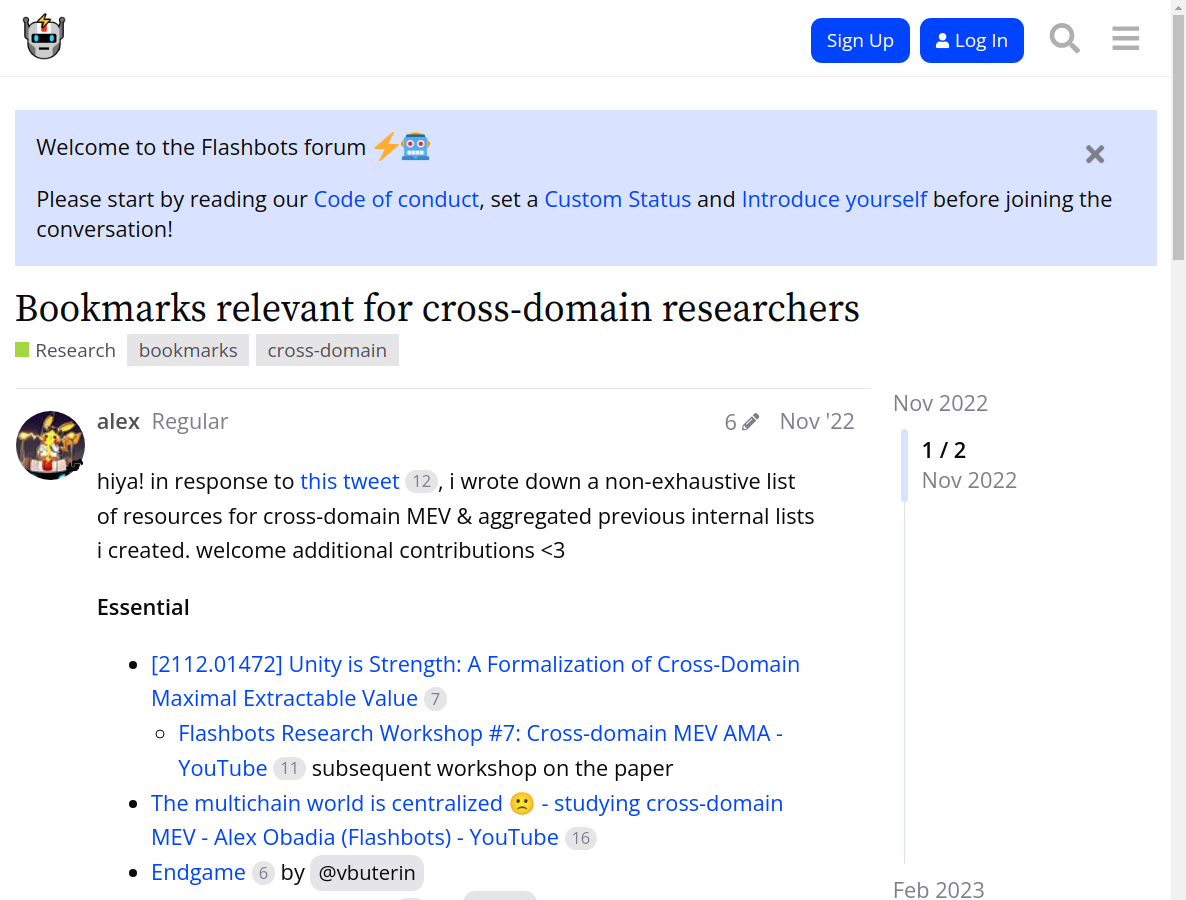 Sign Up
Log In
Welcome to the Flashbots forum
Please start by reading our Code of conduct, set a Custom Status and Introduce yourself before joining the
conversation!
Bookmarks relevant for cross-domain researchers
Research bookmarks cross-domain
alex Regular 6 Nov '22
hiya! in response to this tweet 12, i wrote down a non-exhaustive list
of resources for cross-domain MEV & aggregated previous internal lists
i created. welcome additional contributions <3
Essential
[2112.01472] Unity is Strength: A Formalization of Cross-Domain
Maximal Extractable Value 7
Flashbots Research Workshop #7: Cross-domain MEV AMA -
YouTube 11 subsequent workshop on the paper
The multichain world is centralized 🙁 - studying cross-domain
MEV - Alex Obadia (Flashbots) - YouTube 16
Endgame 6 by @vbuterin
Nov 2022
1 / 2
Nov 2022
Feb 2023